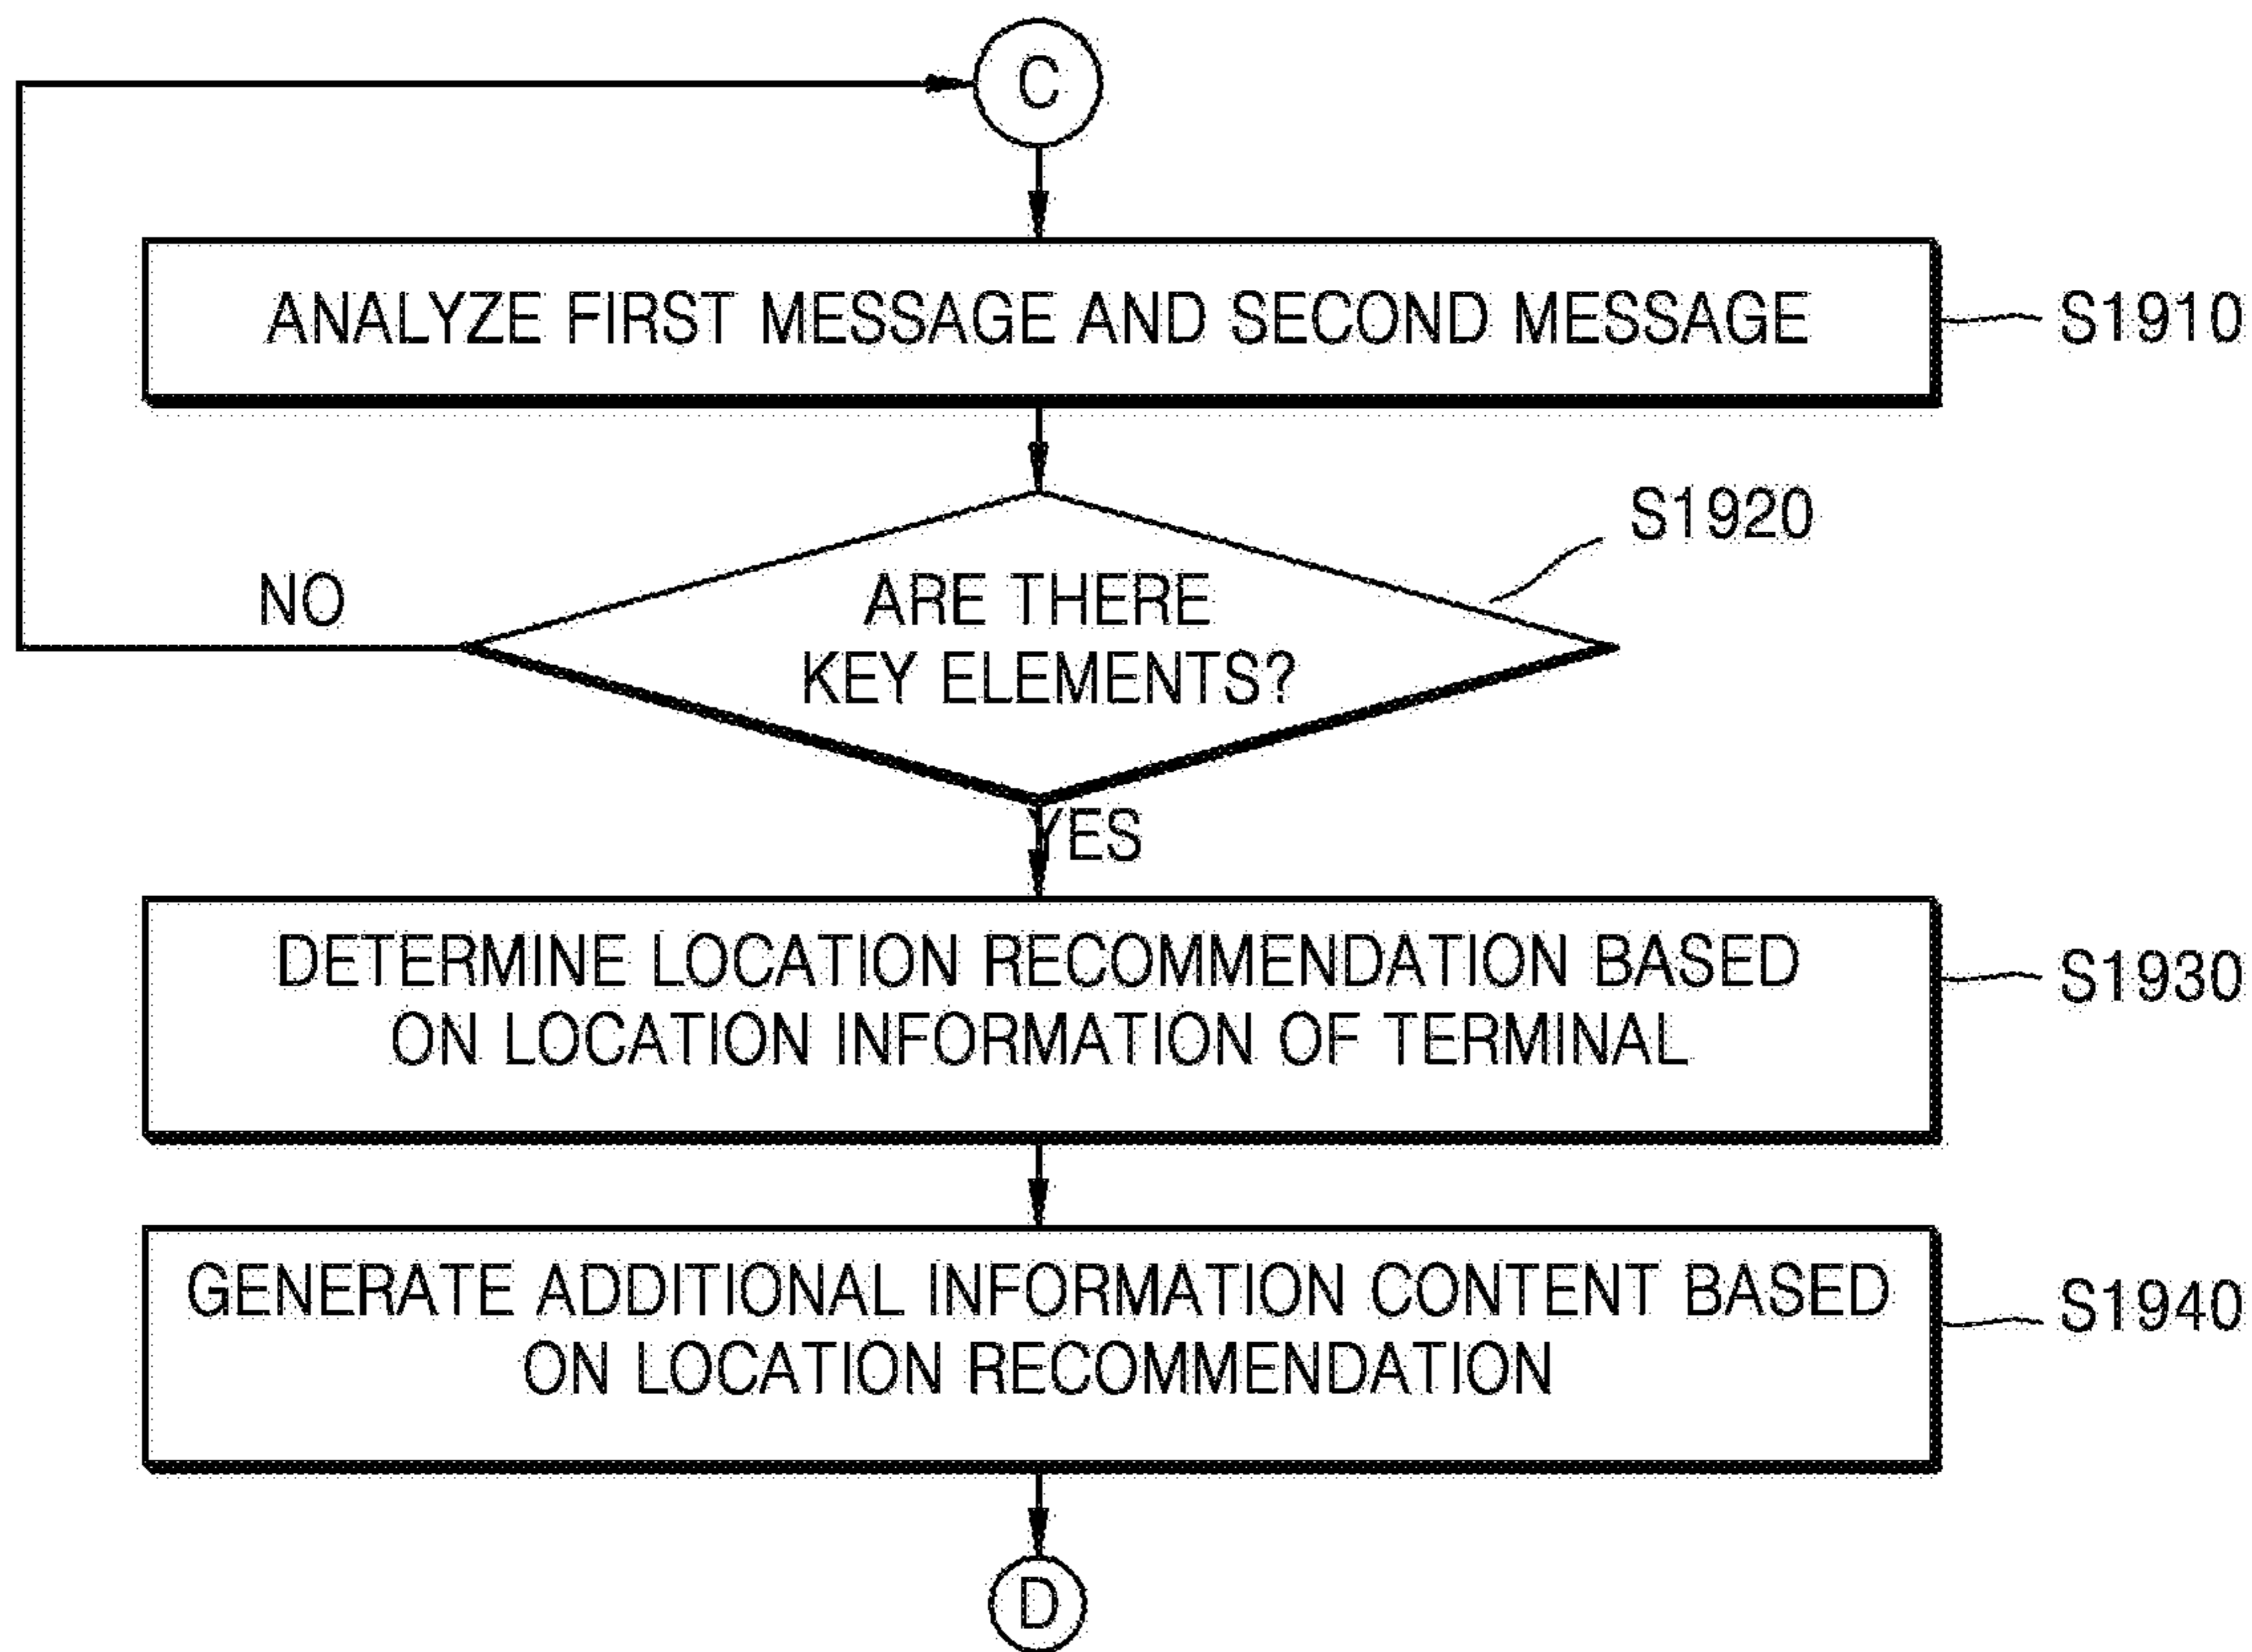 C
ANALYZE FIRST MESSAGE AND SECOND MESSAGE
S1910
S1920
NO
ARE THERE
KEY ELEMENTS?
YES
DETERMINE LOCATION RECOMMENDATION BASED
ON LOCATION INFORMATION OF TERMINAL
S1930
GENERATE ADDITIONAL INFORMATION CONTENT BASED
ON LOCATION RECOMMENDATION
S1940
D